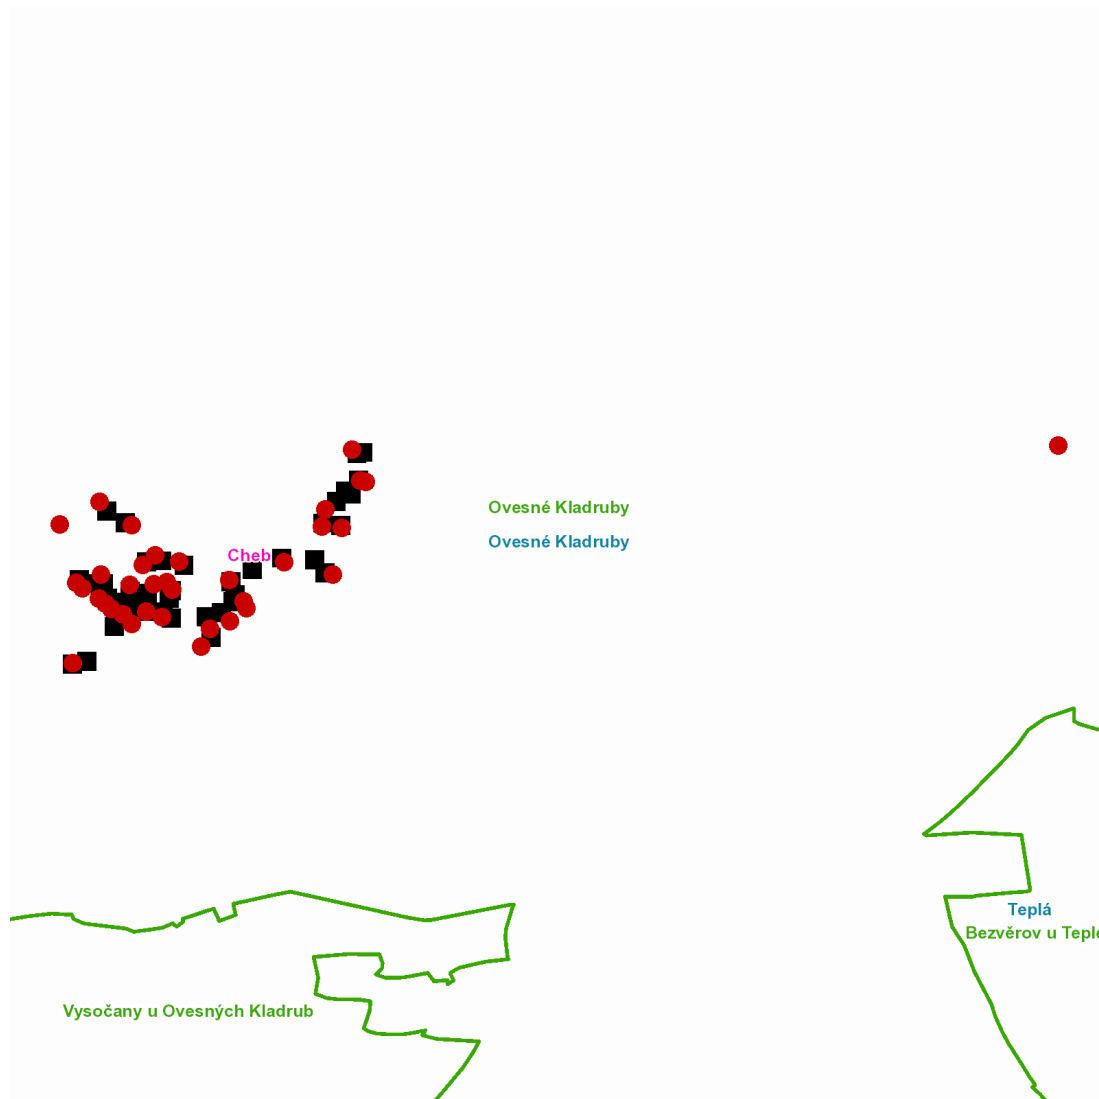 Ovesné Kladruby
Ovesné Kladruby
Cheb
Teplá
Bezvěrov u Teplé
Vysočany u Ovesných Kladrub